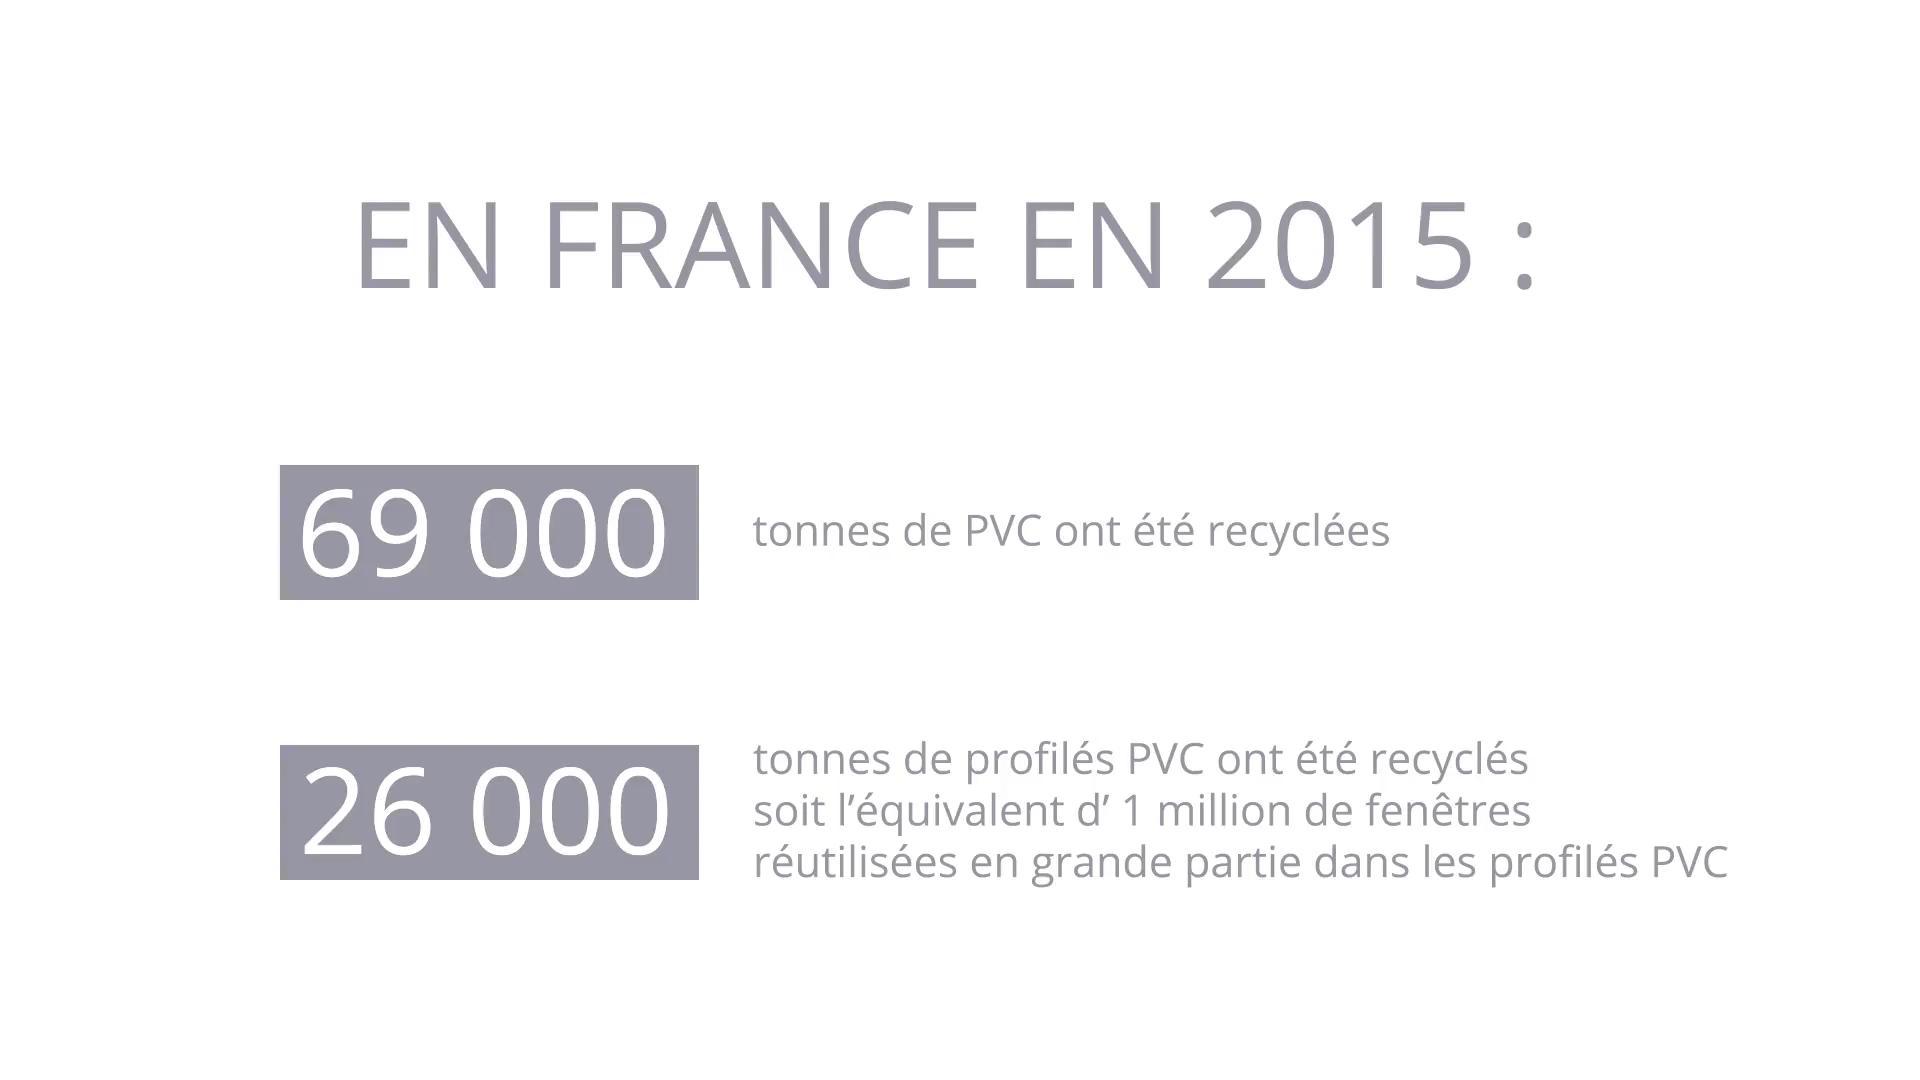 EN FRANCE EN 2015 :
69 000
tonnes de PVC ont été recyclées
26 000
tonnes de profilés PVC ont été recyclés
soit l’équivalent d’ 1 million de fenêtres
réutilisées en grande partie dans les profilés PVC